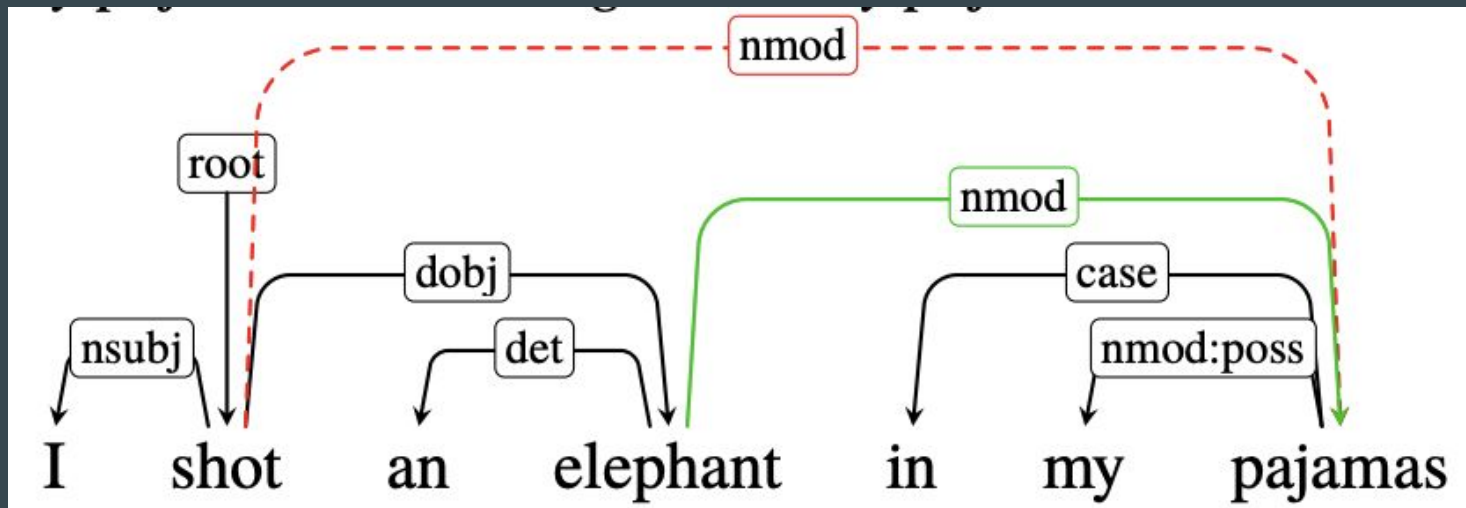 nmod
root
nmod
dobj
case
nsubj
det
nmod:poss
I shot an elephant in my pajamas